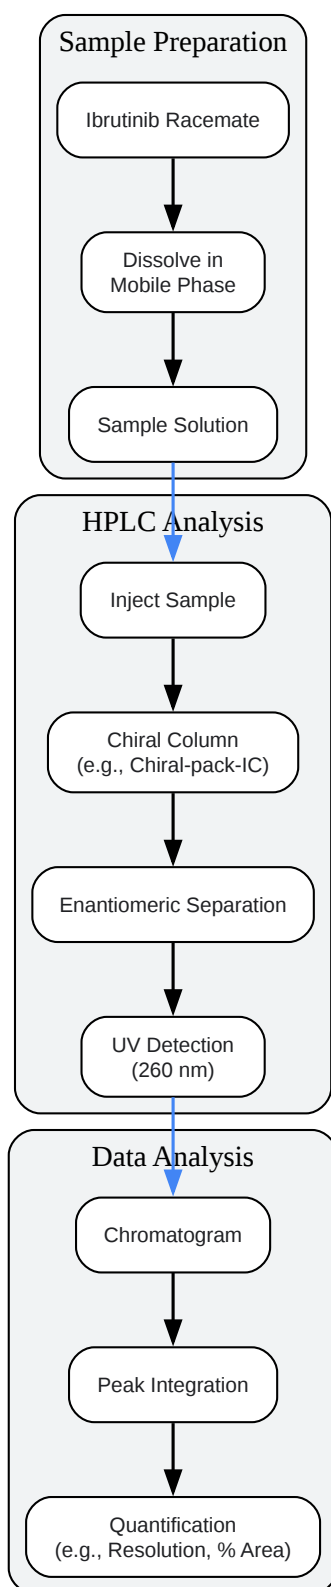 Sample Preparation
Ibrutinib Racemate
Dissolve in
Mobile Phase
Sample Solution
HPLC Analysis
Inject Sample
Chiral Column
(e.g., Chiral-pack-IC)
Enantiomeric Separation
UV Detection
(260 nm)
Data Analysis
Chromatogram
Peak Integration
Quantification
(e.g., Resolution, % Area)